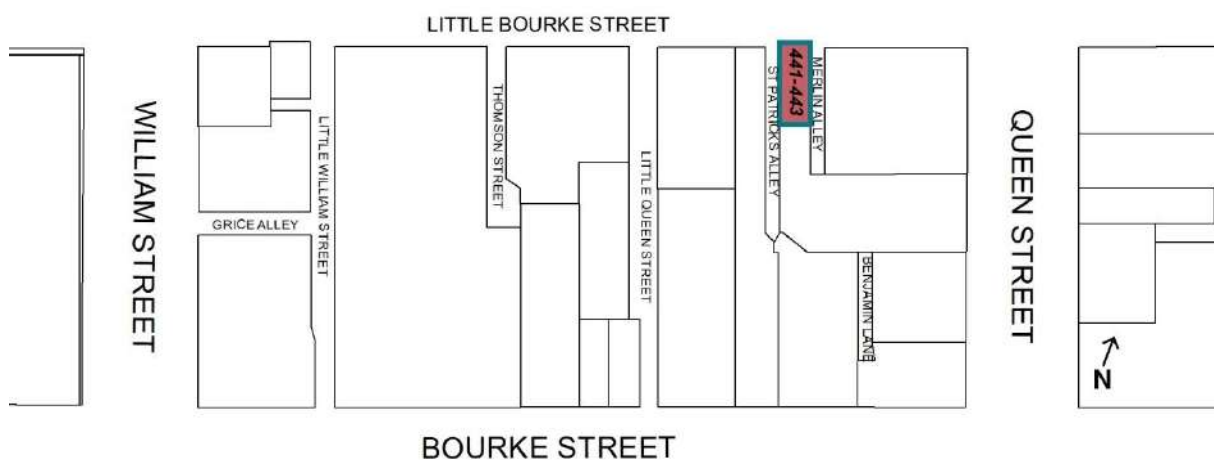 LITTLE BOURKE STREET
WILLIAM STREET
GRICE ALLEY
LITTLE WILLIAM STREET
THOMSON STREET
LITTLE QUEEN STREET
ST PATRICKS ALLEY
441-443
MERLIN ALLEY
BENJAMIN LANE
QUEEN STREET
N
BOURKE STREET